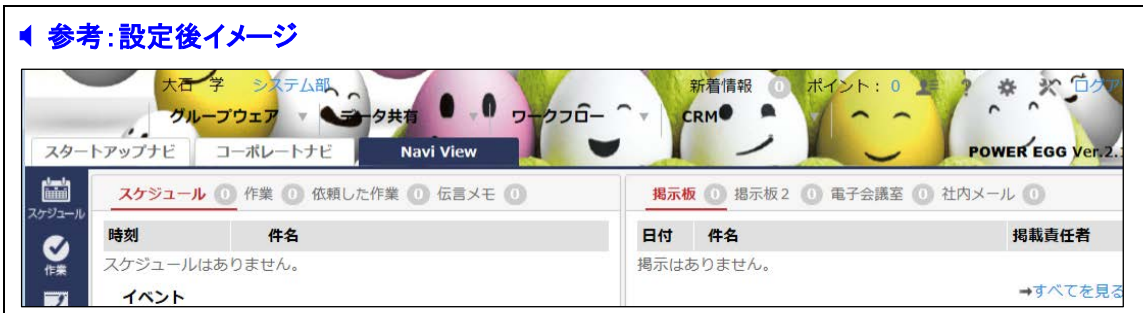 参考：設定後イメージ
大石 学 システム部 新着情報 0 ポイント： 0 ? ログア
グループウェア データ共有 ワークフロー CRM
スタートアップナビ コーポレートナビ Navi View POWER EGG Ver.2.
スケジュール スケジュール 0 作業 0 依頼した作業 0 伝言メモ 0 掲示板 0 掲示板２ 0 電子会議室 0 社内メール 0
時刻 件名 日付 件名 掲載責任者
作業 スケジュールはありません。 掲示はありません。
イベント ➡すべてを見る